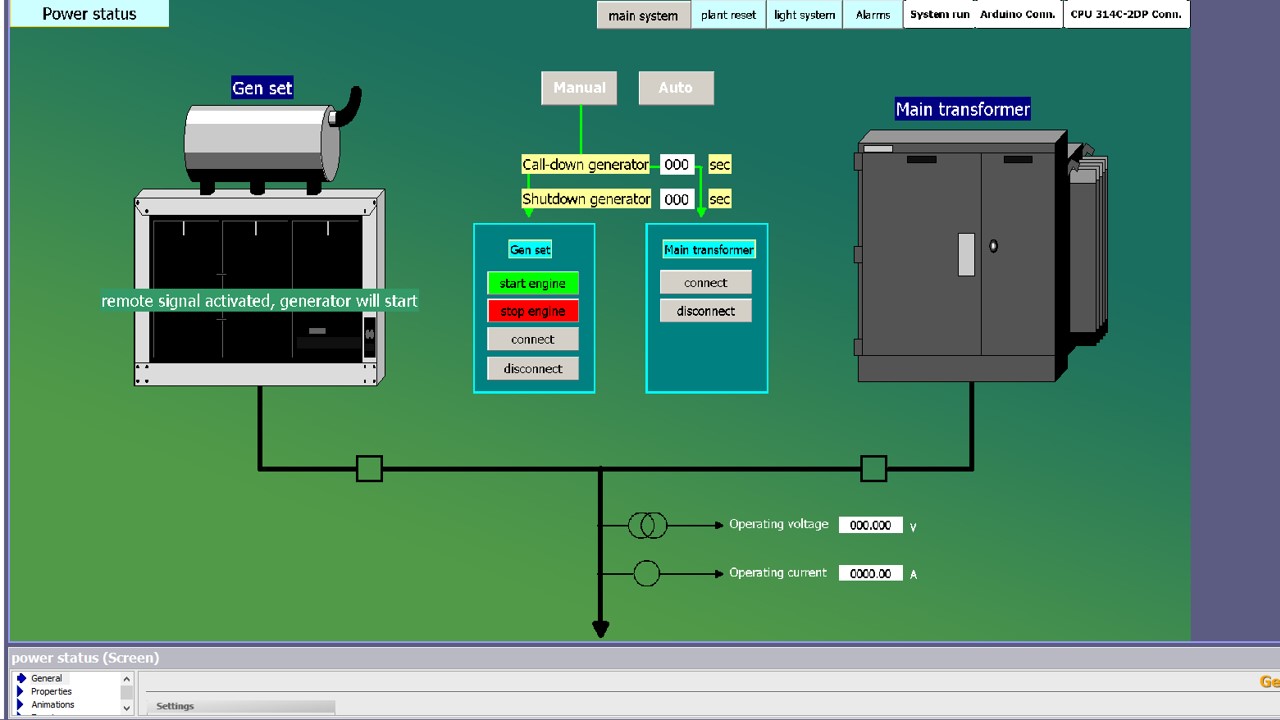 Power status
main system
plant reset
light system
Alarms
System run
Arduino Conn.
CPU 314C-2DP Conn.
Manual
Auto
Gen set
Main transformer
Call-down generator 000 sec
Shutdown generator 000 sec
Gen set
start engine
stop engine
connect
disconnect
Main transformer
connect
disconnect
remote signal activated, generator will start
Operating voltage 000.000 v
Operating current 0000.00 A
power status (Screen)
General
Properties
Animations
Settings